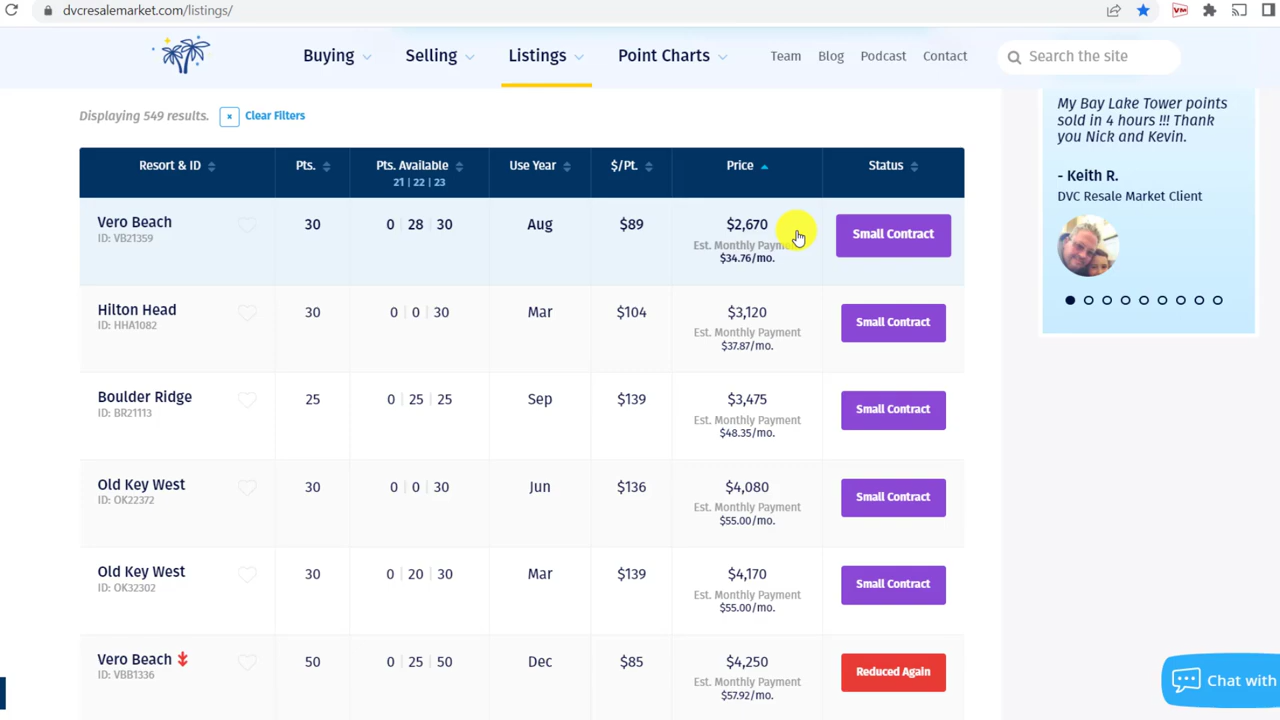 dvcresalemarket.com/listings/
VM
Buying
Selling
Listings
Point Charts
Team
Blog
Podcast
Contact
Search the site
Displaying 549 results.
× Clear Filters
Resort & ID
Pts.
Pts. Available
21 | 22 | 23
Use Year
$/Pt.
Price
Status
Vero Beach
ID: VB21359
30
0 | 28 | 30
Aug
$89
$2,670
Est. Monthly Paym
$34.76/mo.
Small Contract
Hilton Head
ID: HHA1082
30
0 | 0 | 30
Mar
$104
$3,120
Est. Monthly Payment
$37.87/mo.
Small Contract
Boulder Ridge
ID: BR21113
25
0 | 25 | 25
Sep
$139
$3,475
Est. Monthly Payment
$48.35/mo.
Small Contract
Old Key West
ID: OK22372
30
0 | 0 | 30
Jun
$136
$4,080
Est. Monthly Payment
$55.00/mo.
Small Contract
Old Key West
ID: OK32302
30
0 | 20 | 30
Mar
$139
$4,170
Est. Monthly Payment
$55.00/mo.
Small Contract
Vero Beach
ID: VBB1336
50
0 | 25 | 50
Dec
$85
$4,250
Est. Monthly Payment
$57.92/mo.
Reduced Again
My Bay Lake Tower points
sold in 4 hours !!! Thank
you Nick and Kevin.
- Keith R.
DVC Resale Market Client
Chat with